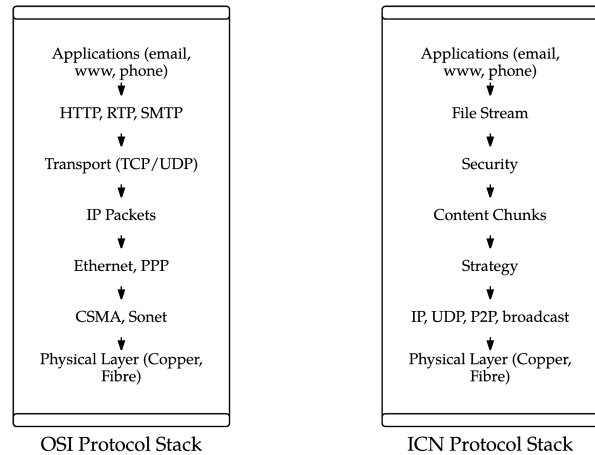 Applications (email,
www, phone)
HTTP, RTP, SMTP
Transport (TCP/UDP)
IP Packets
Ethernet, PPP
CSMA, Sonet
Physical Layer (Copper,
Fibre)
OSI Protocol Stack
Applications (email,
www, phone)
File Stream
Security
Content Chunks
Strategy
IP, UDP, P2P, broadcast
Physical Layer (Copper,
Fibre)
ICN Protocol Stack